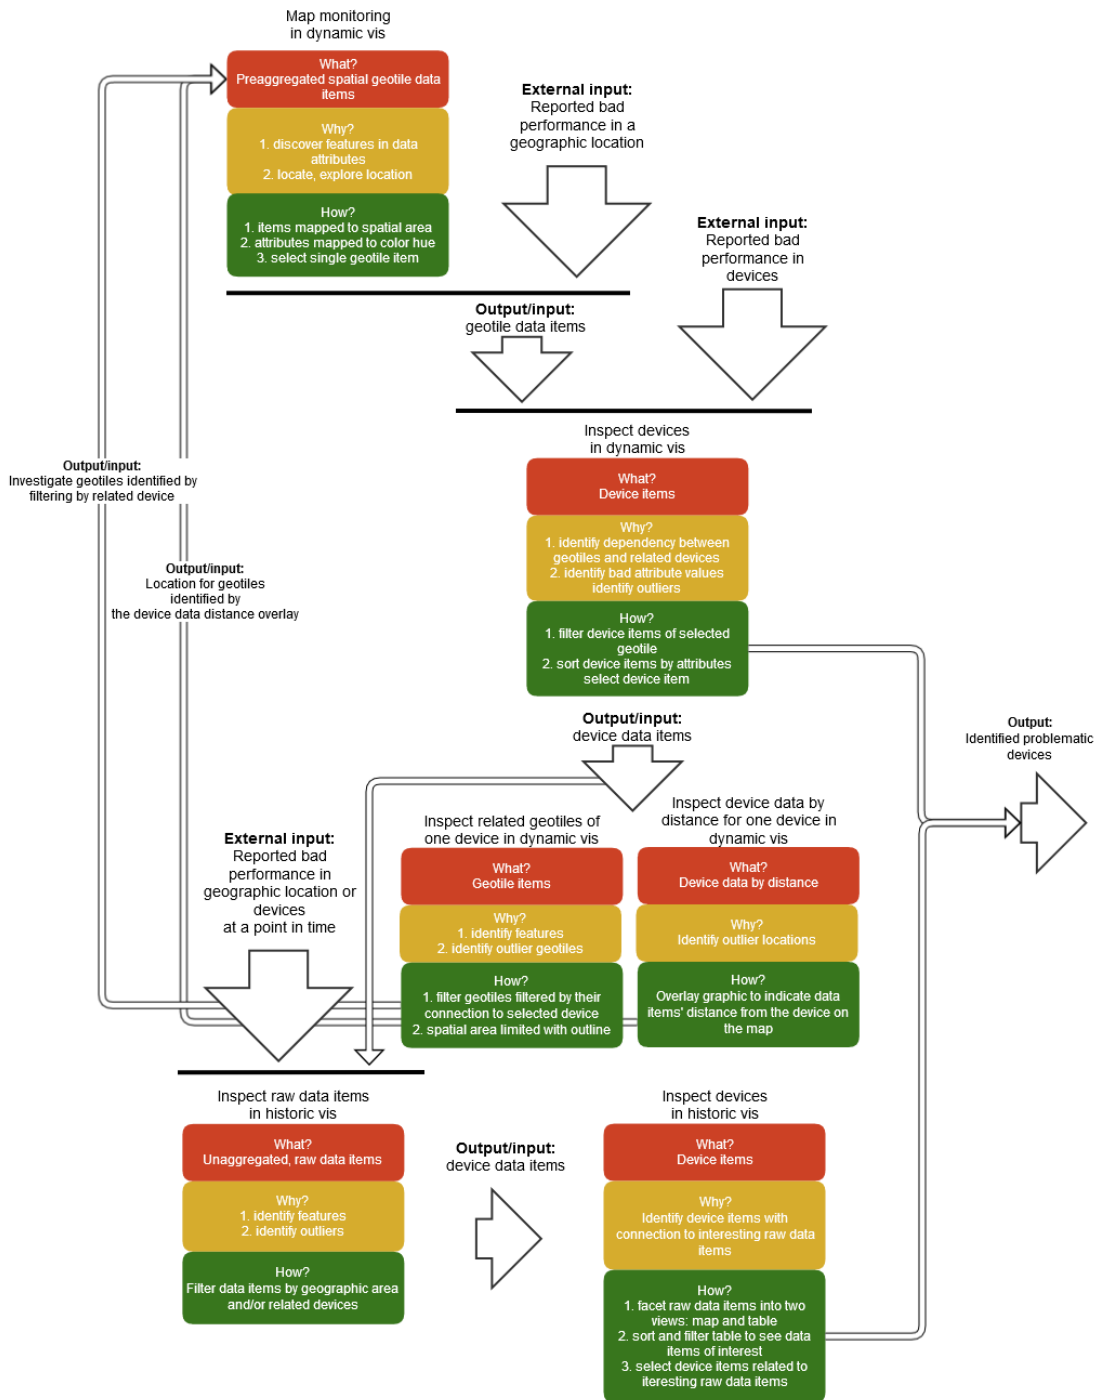 Map monitoring
in dynamic vis
What?
Preaggregated spatial geotile data
items
Why?
1. discover features in data
attributes
2. locate, explore location
How?
1. items mapped to spatial area
2. attributes mapped to color hue
3. select single geotile item
External input:
Reported bad
performance in a
geographic location
External input:
Reported bad
performance in
devices
Output/input:
geotile data items
Inspect devices
in dynamic vis
What?
Device items
Why?
1. identify dependency between
geotiles and related devices
2. identify bad attribute values
identify outliers
How?
1. filter device items of selected
geotile
2. sort device items by attributes
select device item
Output/input:
Investigate geotiles identified by
filtering by related device
Output/input:
Location for geotiles
identified by
the device data distance overlay
Output/input:
device data items
Output:
Identified problematic
devices
External input:
Reported bad
performance in
geographic location or
devices
at a point in time
Inspect related geotiles of
one device in dynamic vis
What?
Geotile items
Why?
1. identify features
2. identify outlier geotiles
How?
1. filter geotiles filtered by their
connection to selected device
2. spatial area limited with outline
Inspect device data by
distance for one device in
dynamic vis
What?
Device data by distance
Why?
Identify outlier locations
How?
Overlay graphic to indicate data
items' distance from the device on
the map
Inspect raw data items
in historic vis
What?
Unaggregated, raw data items
Why?
1. identify features
2. identify outliers
How?
Filter data items by geographic area
and/or related devices
Output/input:
device data items
Inspect devices
in historic vis
What?
Device items
Why?
Identify device items with
connection to interesting raw data
items
How?
1. facet raw data items into two
views: map and table
2. sort and filter table to see data
items of interest
3. select device items related to
iteresting raw data items